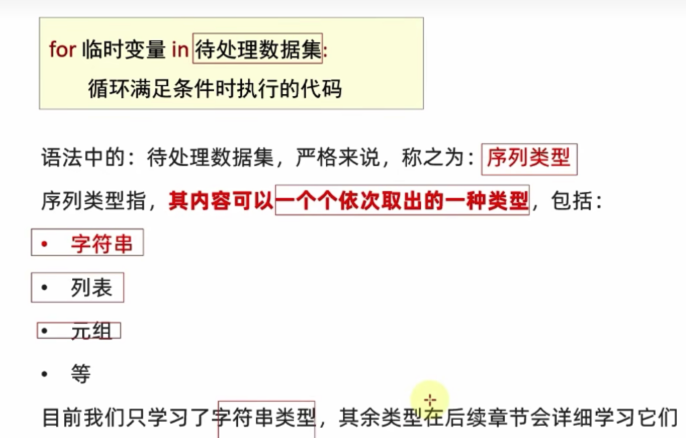 for 临时变量 in 待处理数据集:
循环满足条件时执行的代码
语法中的：待处理数据集，严格来说，称之为：序列类型
序列类型指，其内容可以一个个依次取出的一种类型，包括：
• 字符串
• 列表
• 元组
• 等
目前我们只学习了字符串类型，其余类型在后续章节会详细学习它们